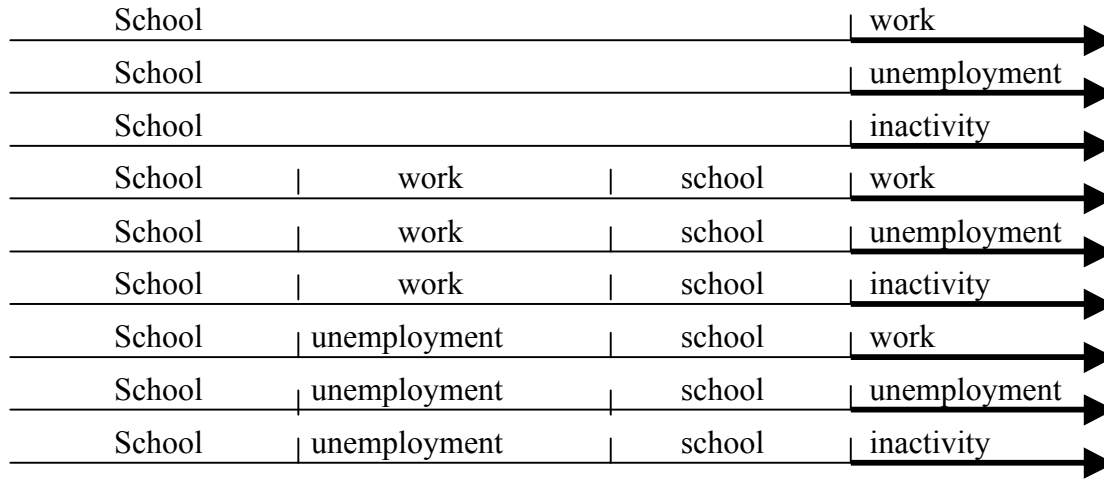 School work
School unemployment
School inactivity
School work school work
School work school unemployment
School work school inactivity
School unemployment school work
School unemployment school unemployment
School unemployment school inactivity